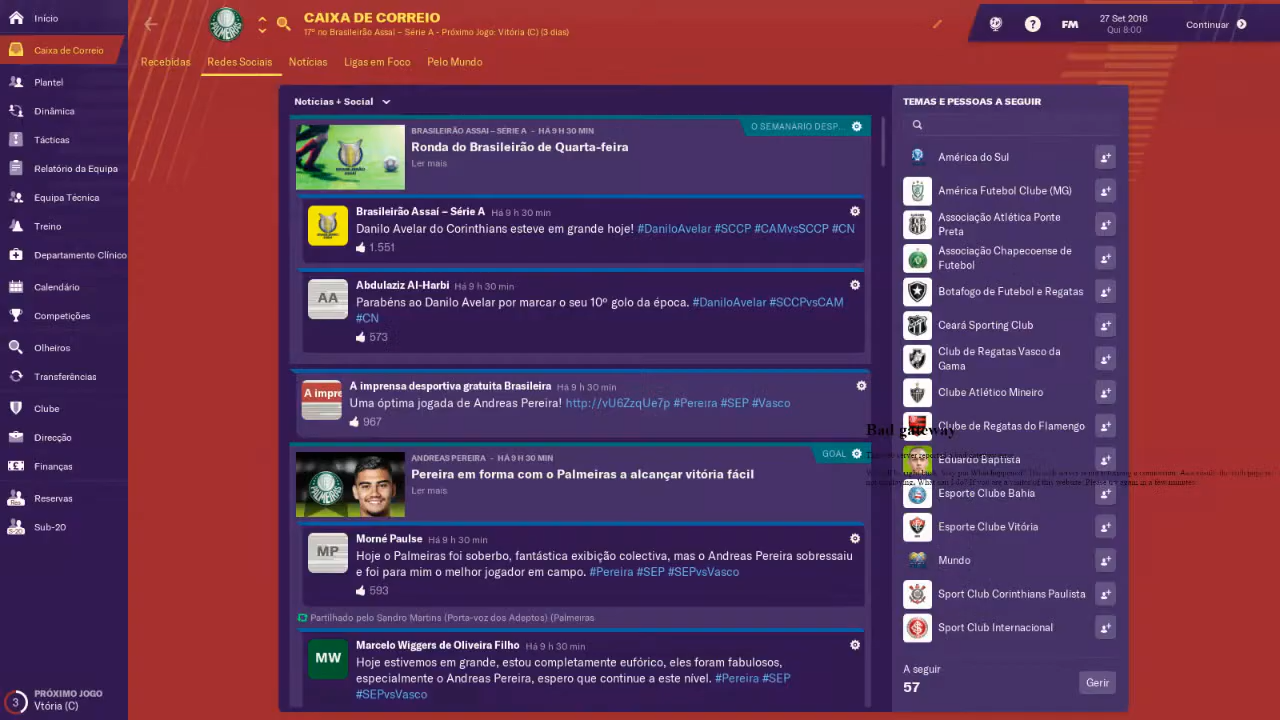 Início
Caixa de Correio
Plantel
Dinâmica
Tácticas
Relatório da Equipa
Equipa Técnica
Treino
Departamento Clínico
Calendário
Competições
Olheiros
Transferências
Clube
Direcção
Finanças
Reservas
Sub-20
3
PRÓXIMO JOGO
Vtória (C)
PALMEIRAS
CAIXA DE CORREIO
17º no Brasileirão Assaí – Série A - Próximo Jogo: Vitória (C) (3 dias)
FM
27 Set 2018
Qui 8:00
Continuar
Recebidas
Redes Sociais
Notícias
Ligas em Foco
Pelo Mundo
Notícias + Social
O SEMANÁRIO DESP...
BRASILEIRÃO ASSAÍ – SÉRIE A - HÁ 9 H 30 MIN
Ronda do Brasileirão de Quarta-feira
Ler mais
Brasileirão Assaí – Série A Há 9 h 30 min
Danilo Avelar do Corinthians esteve em grande hoje! #DaniloAvelar #SCCP #CAMvsSCCP #CN
1.551
AA
Abdulaziz Al-Harbi Há 9 h 30 min
Parabéns ao Danilo Avelar por marcar o seu 10º golo da época. #DaniloAvelar #SCCPvsCAM
#CN
573
A impre
A imprensa desportiva gratuita Brasileira Há 9 h 30 min
Uma óptima jogada de Andreas Pereira! http://vU6ZzqUe7p #Pereira #SEP #Vasco
967
GOAL
ANDREAS PEREIRA - HÁ 9 H 30 MIN
Pereira em forma com o Palmeiras a alcançar vitória fácil
Ler mais
MP
Morné Paulse Há 9 h 30 min
Hoje o Palmeiras foi soberbo, fantástica exibição colectiva, mas o Andreas Pereira sobressaiu
e foi para mim o melhor jogador em campo. #Pereira #SEP #SEPvsVasco
593
Partilhado pelo Sandro Martins (Porta-voz dos Adeptos) (Palmeiras
MW
Marcelo Wiggers de Oliveira Filho Há 9 h 30 min
Hoje estivemos em grande, estou completamente eufórico, eles foram fabulosos,
especialmente o Andreas Pereira, espero que continue a este nível. #Pereira #SEP
#SEPvsVasco
TEMAS E PESSOAS A SEGUIR
América do Sul
América Futebol Clube (MG)
Associação Atlética Ponte
Preta
Associação Chapecoense de
Futebol
Botafogo de Futebol e Regatas
Ceará Sporting Club
Club de Regatas Vasco da
Gama
Clube Atlético Mineiro
Clube de Regatas do Flamengo
Bad gateway
Eduardo Baptista
Esporte Clube Bahia
Esporte Clube Vitória
Mundo
Sport Club Corinthians Paulista
Sport Club Internacional
A seguir
57
Gerir